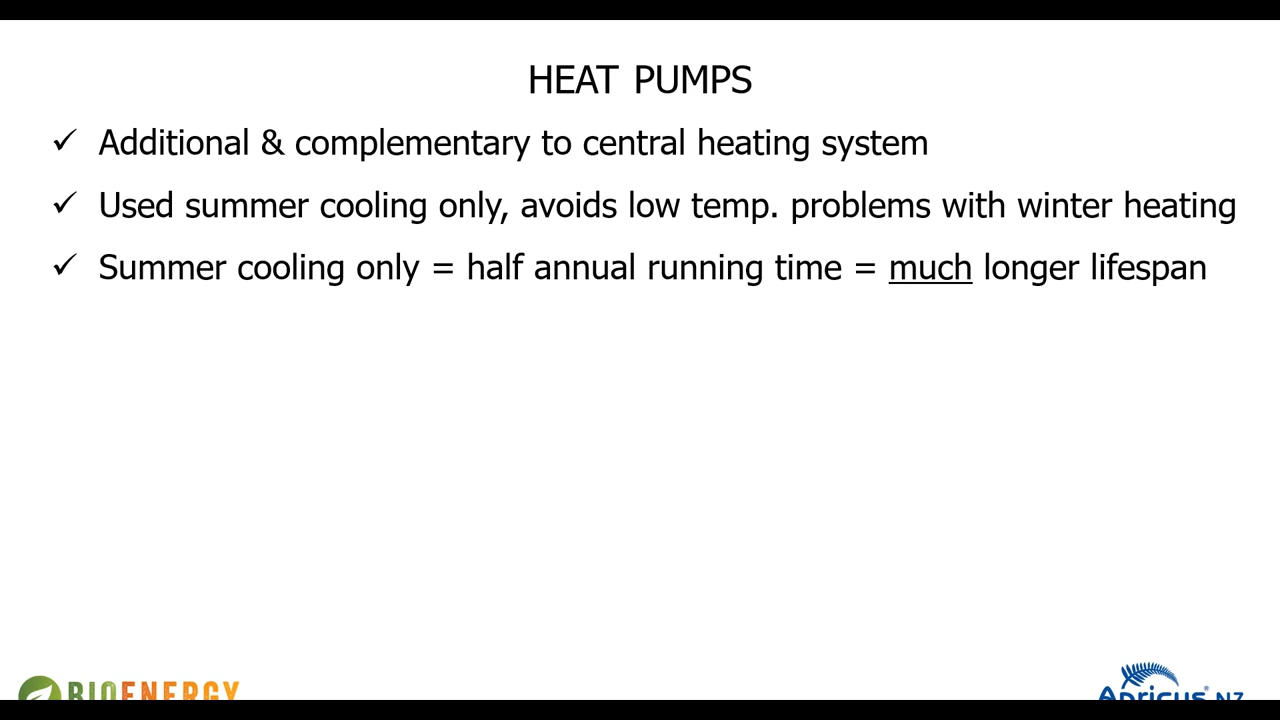 HEAT PUMPS
✓ Additional & complementary to central heating system
✓ Used summer cooling only, avoids low temp. problems with winter heating
✓ Summer cooling only = half annual running time = much longer lifespan
BIOENERGY
Apricus® NZ